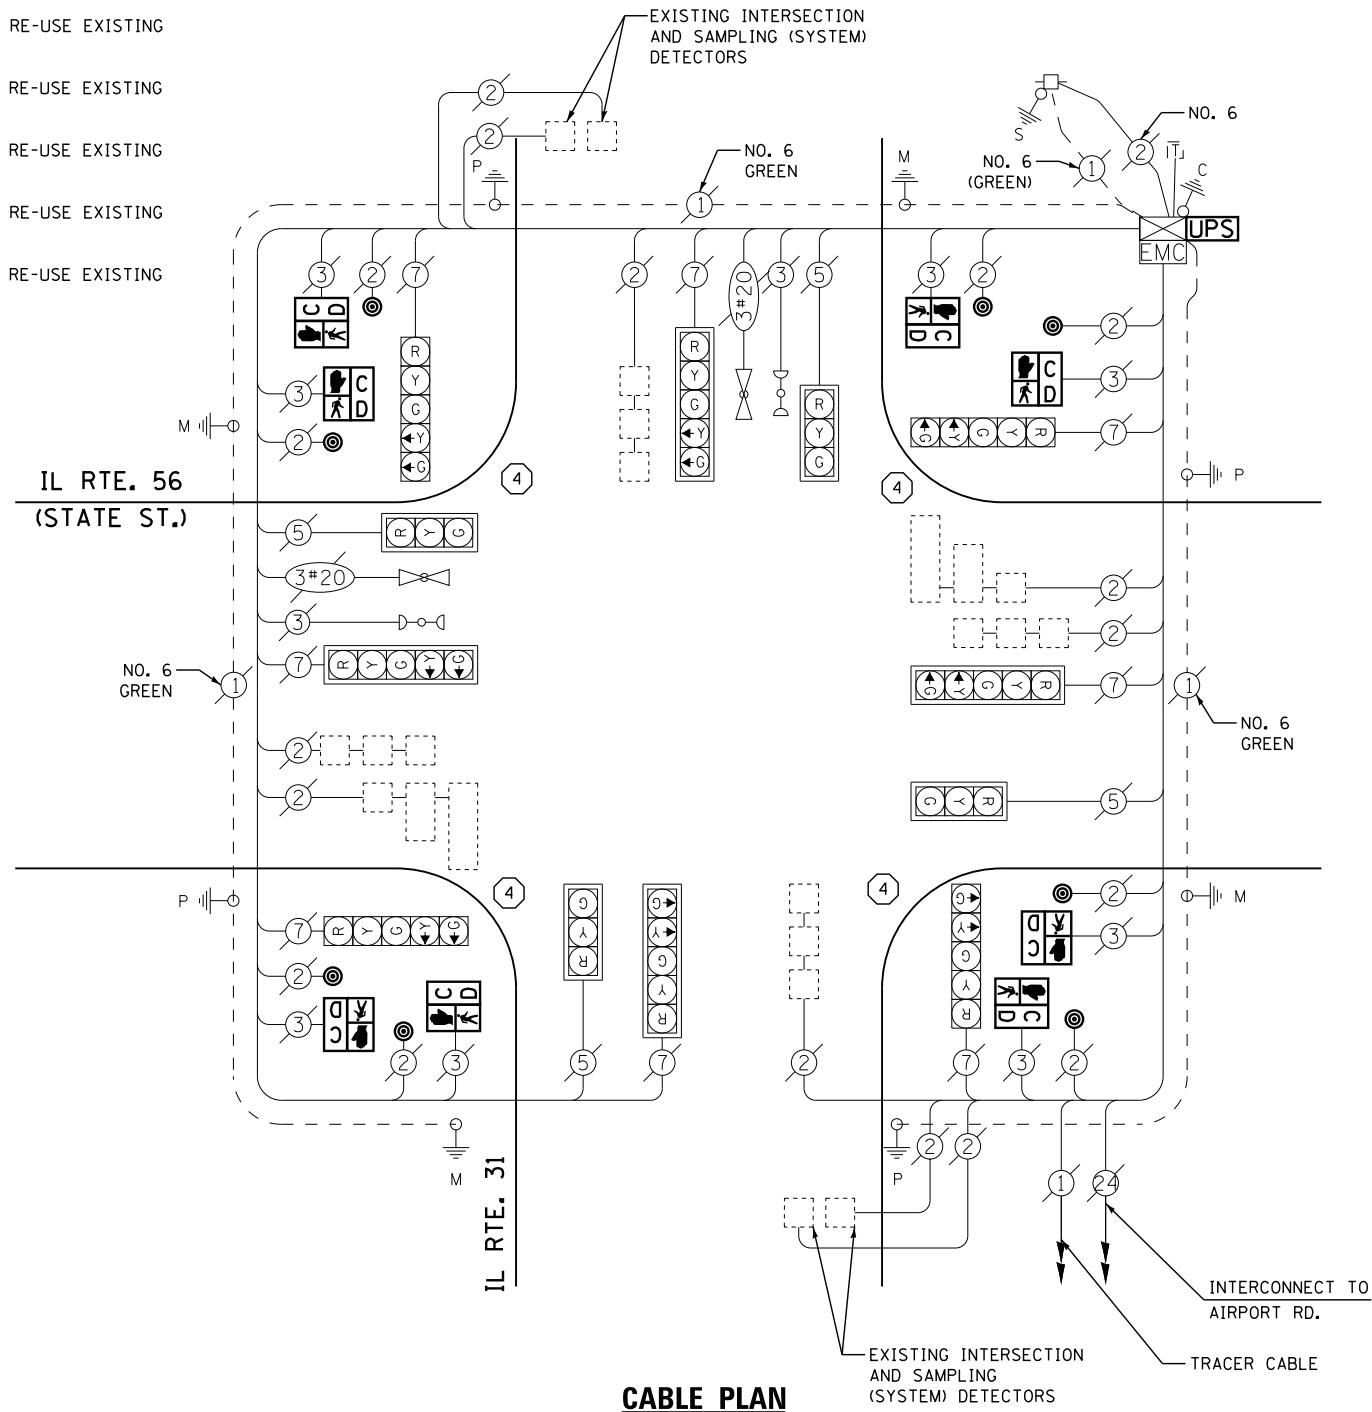 RE-USE EXISTING
RE-USE EXISTING
RE-USE EXISTING
RE-USE EXISTING
RE-USE EXISTING
EXISTING INTERSECTION
AND SAMPLING (SYSTEM)
DETECTORS
2
2
P
NO. 6
GREEN
1
M
S
NO. 6
2
NO. 6
(GREEN)
1
T
C
UPS
EMC
3
2
7
2
7
3#20
3
5
3
2
C D
R
Y
G
Y
G
R
Y
G
Y
G
R
Y
G
C D
2
3
C
D
3
C
D
2
M
R Y G Y G
7
4
4
P
IL RTE. 56
(STATE ST.)
5
R Y G
3#20
3
7
R Y G Y G
2
2
R Y G Y G
7
NO. 6
GREEN
1
1
NO. 6
GREEN
2
2
R Y G
5
4
4
P
M
7
R Y G Y G
2
3
C D
C D
2
3
G
Y
R
5
G
Y
G
Y
R
7
2
G
Y
G
Y
R
7
2
3
C D
C D
3
2
M
P
2
2
1
24
IL RTE. 31
INTERCONNECT TO
AIRPORT RD.
TRACER CABLE
EXISTING INTERSECTION
AND SAMPLING
(SYSTEM) DETECTORS
CABLE PLAN